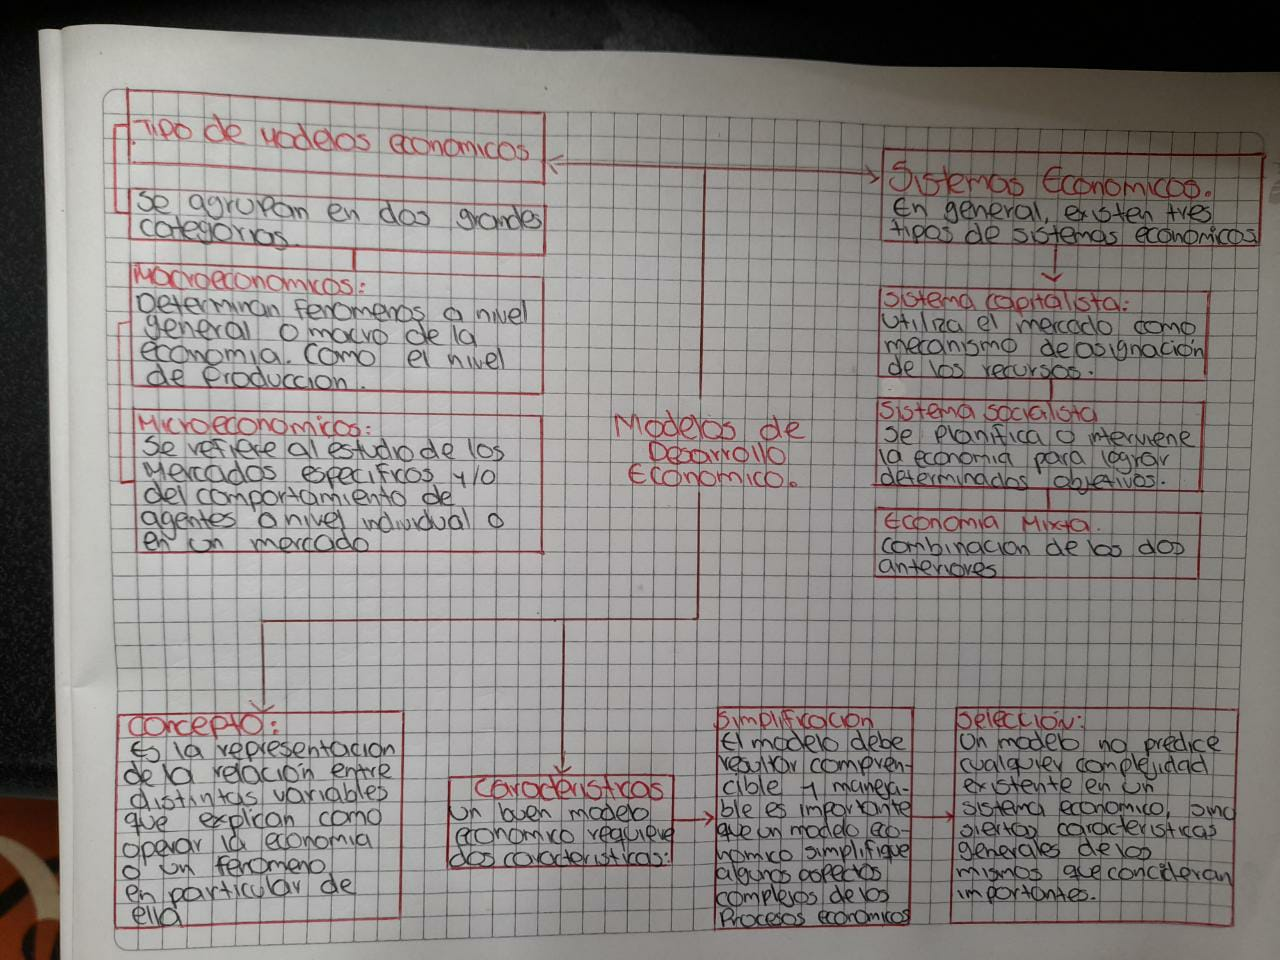 Tipo de Modelos economicos
Se agrupan en dos grandes
categorias.
Macroeconomicos:
Determinan fenomenos a nivel
general o macro de la
economia. Como el nivel
de Produccion.
Microeconomicos:
Se refiere al estudio de los
Mercados especificos y/o
del comportamiento de
agentes a nivel individual o
en un mercado
Modelos de
Desarrollo
Economico.
Sistemas Economicos.
En general, existen tres
tipos de sistemas economicos
Sistema capitalista:
Utiliza el mercado como
mecanismo de asignación
de los recursos.
Sistema socialista
Se planifica o interviene
la economia para lograr
determinados objetivos.
Economia Mixta.
combinacion de los dos
anteriores
Concepto:
Es la representacion
de la relación entre
distintas variables
que explican como
operar la economia
o un fenomeno
en particular de
ella
Caracteristicas
un buen modelo
economico requiere
dos caracteristicas:
Simplificacion
El modelo debe
resultar compren-
cible y maneja-
ble es importante
que un modelo eco-
nomico simplifique
algunos aspectos
complejos de los
Procesos economicos
Selección:
Un modelo no predice
cualquier complejidad
existente en un
sistema economico, sino
siertas caracteristicas
generales de los
mismos que concideran
importantes.